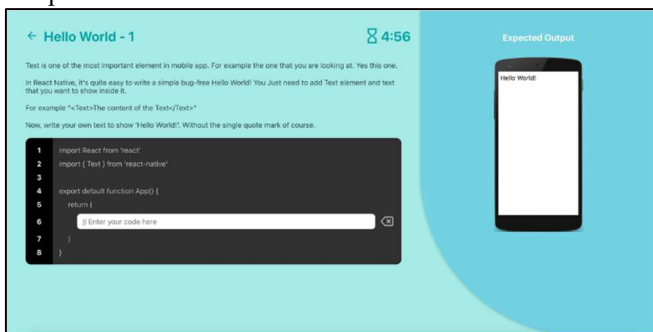 ← Hello World - 1
4:56
Text is one of the most important element in mobile app. For example the one that you are looking at. Yes this one.
In React Native, it's quite easy to write a simple bug-free Hello World! You Just need to add Text element and text
that you want to show inside it.
For example "<Text>The content of the Text</Text>"
Now, write your own text to show 'Hello World!'. Without the single quote mark of course.
1 import React from 'react'
2 import { Text } from 'react-native'
3
4 export default function App() {
5 return (
6 // Enter your code here
7 )
8 }
Expected Output
Hello World!